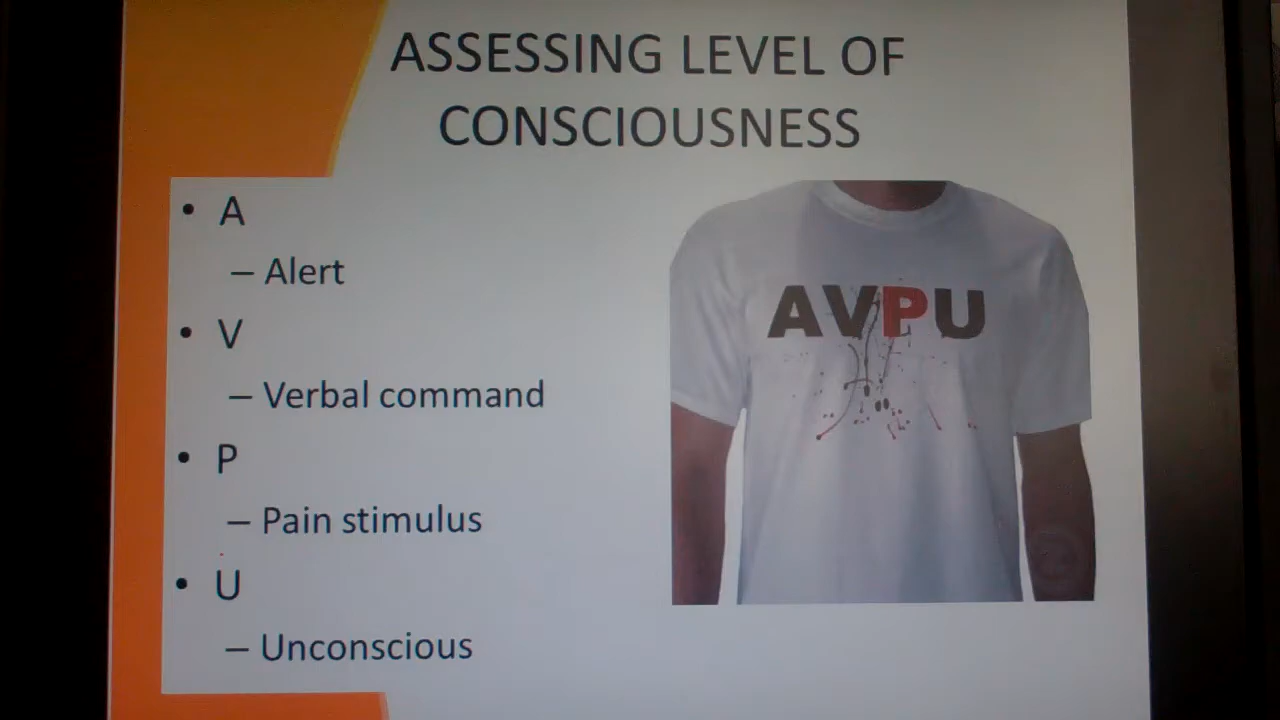 ASSESSING LEVEL OF
CONSCIOUSNESS
• A
– Alert
• V
– Verbal command
• P
– Pain stimulus
• U
– Unconscious
AVPU